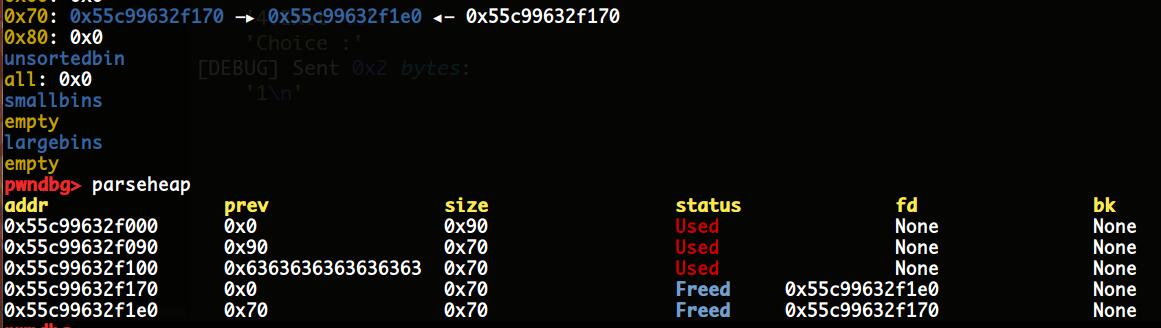 0x70: 0x55c99632f170 —▸ 0x55c99632f1e0 ◂— 0x55c99632f170
0x80: 0x0
'Choice :'
unsortedbin
[DEBUG] Sent 0x2 bytes:
all: 0x0
'1\n'
smallbins
empty
largebins
empty
pwndbg> parseheap
addr prev size status fd bk
0x55c99632f000 0x0 0x90 Used None None
0x55c99632f090 0x90 0x70 Used None None
0x55c99632f100 0x6363636363636363 0x70 Used None None
0x55c99632f170 0x0 0x70 Freed 0x55c99632f1e0 None
0x55c99632f1e0 0x70 0x70 Freed 0x55c99632f170 None